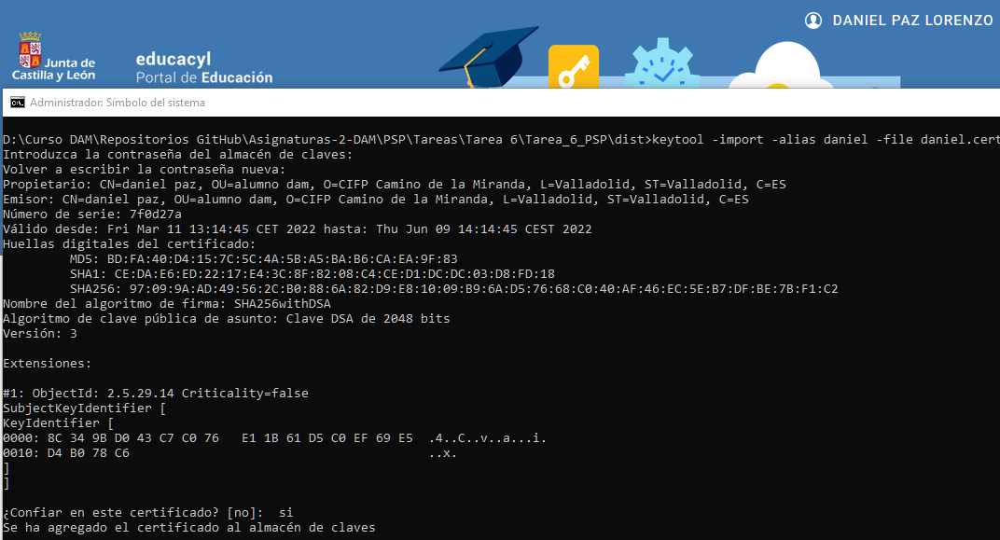 DANIEL PAZ LORENZO
Junta de
Castilla y León
educacyl
Portal de Educación
Administrador: Símbolo del sistema
D:\Curso DAM\Repositorios GitHub\Asignaturas-2-DAM\PSP\Tareas\Tarea 6\Tarea_6_PSP\dist>keytool -import -alias daniel -file daniel.cert
Introduzca la contraseña del almacén de claves:
Volver a escribir la contraseña nueva:
Propietario: CN=daniel paz, OU=alumno dam, O=CIFP Camino de la Miranda, L=Valladolid, ST=Valladolid, C=ES
Emisor: CN=daniel paz, OU=alumno dam, O=CIFP Camino de la Miranda, L=Valladolid, ST=Valladolid, C=ES
Número de serie: 7f0d27a
Válido desde: Fri Mar 11 13:14:45 CET 2022 hasta: Thu Jun 09 14:14:45 CEST 2022
Huellas digitales del certificado:
MD5: BD:FA:40:D4:15:7C:5C:4A:5B:A5:BA:B6:CA:EA:9F:83
SHA1: CE:DA:E6:ED:22:17:E4:3C:8F:82:08:C4:CE:D1:DC:DC:03:D8:FD:18
SHA256: 97:09:9A:AD:49:56:2C:B0:88:6A:82:D9:E8:10:09:B9:6A:D5:76:68:C0:40:AF:46:EC:5E:B7:DF:BE:7B:F1:C2
Nombre del algoritmo de firma: SHA256withDSA
Algoritmo de clave pública de asunto: Clave DSA de 2048 bits
Versión: 3
Extensiones:
#1: ObjectId: 2.5.29.14 Criticality=false
SubjectKeyIdentifier [
KeyIdentifier [
0000: 8C 34 9B D0 43 C7 C0 76   E1 1B 61 D5 C0 EF 69 E5  .4..C..v..a...i.
0010: D4 B0 78 C6                                        ..x.
]
]
¿Confiar en este certificado? [no]:  si
Se ha agregado el certificado al almacén de claves